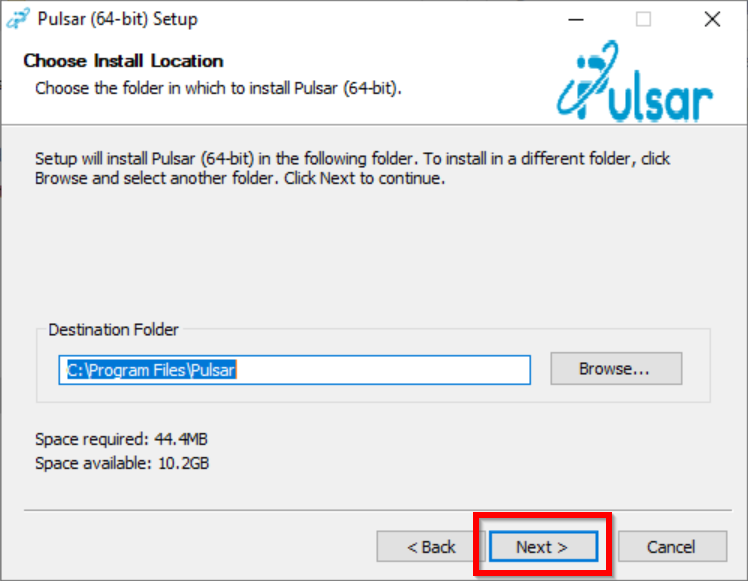 Pulsar (64-bit) Setup
Choose Install Location
Choose the folder in which to install Pulsar (64-bit).
Pulsar
Setup will install Pulsar (64-bit) in the following folder. To install in a different folder, click
Browse and select another folder. Click Next to continue.
Destination Folder
C:\Program Files\Pulsar
Browse...
Space required: 44.4MB
Space available: 10.2GB
< Back
Next >
Cancel